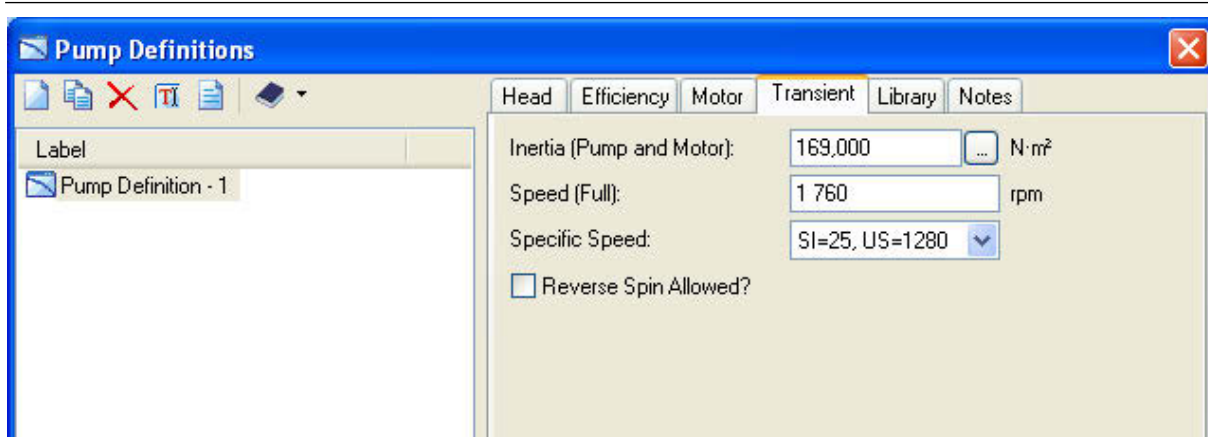 Pump Definitions
Head Efficiency Motor Transient Library Notes
Label
Pump Definition - 1
Inertia (Pump and Motor): 169,000 ... N·m²
Speed (Full): 1 760 rpm
Specific Speed: SI=25, US=1280
Reverse Spin Allowed?